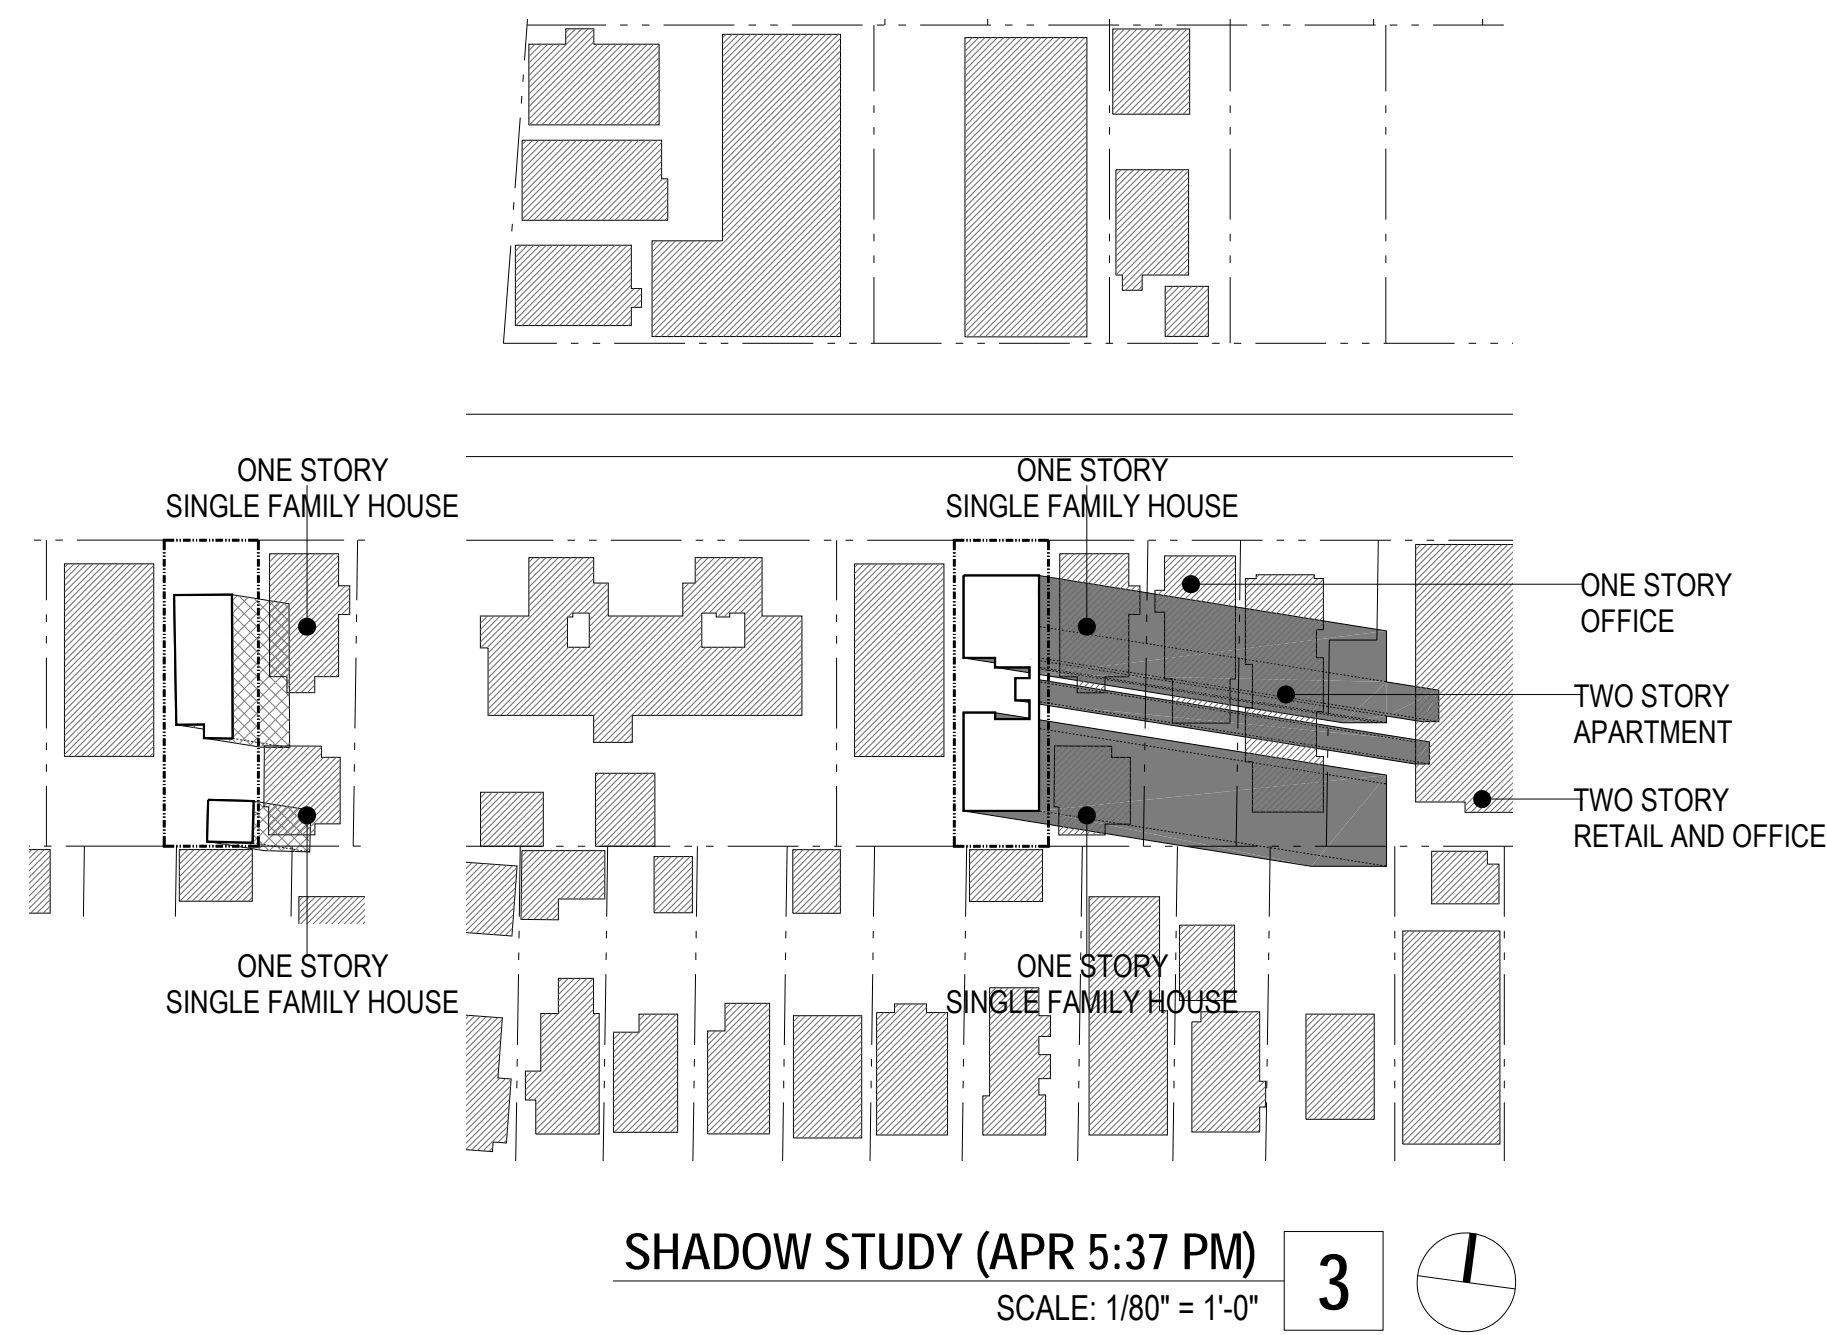 ONE STORY
SINGLE FAMILY HOUSE
ONE STORY
SINGLE FAMILY HOUSE
ONE STORY
OFFICE
TWO STORY
APARTMENT
TWO STORY
RETAIL AND OFFICE
ONE STORY
SINGLE FAMILY HOUSE
ONE STORY
SINGLE FAMILY HOUSE
SHADOW STUDY (APR 5:37 PM)
3
SCALE: 1/80" = 1'-0"